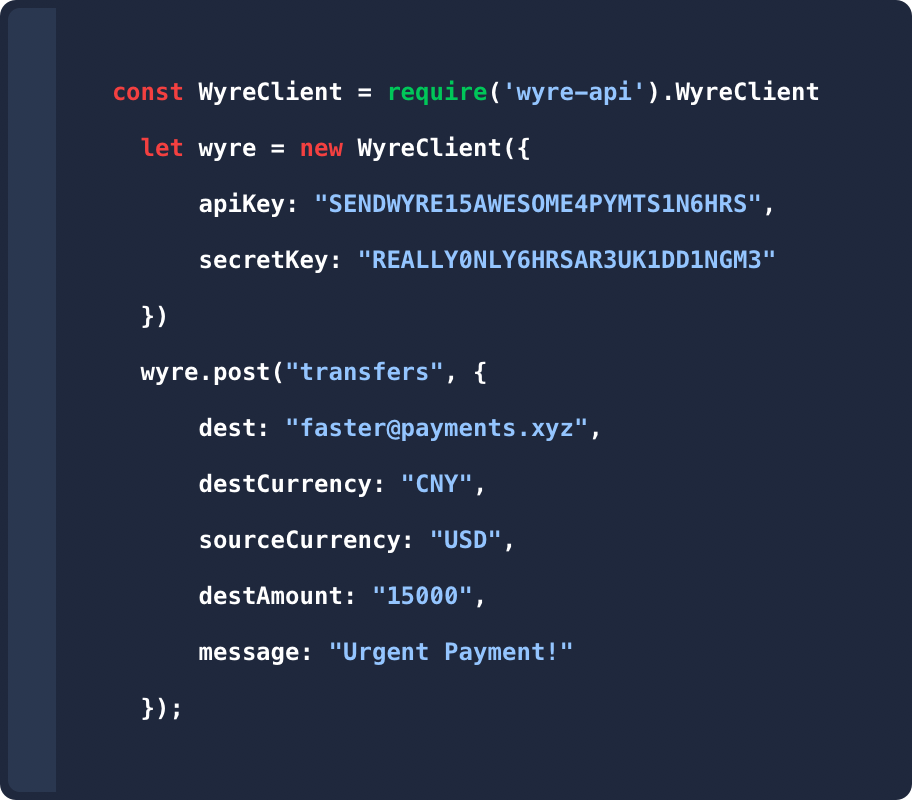 const WyreClient = require('wyre-api').WyreClient
let wyre = new WyreClient({
apiKey: "SENDWYRE15AWESOME4PYMTS1N6HRS",
secretKey: "REALLY0NLY6HRSAR3UK1DD1NGM3"
})
wyre.post("transfers", {
dest: "faster@payments.xyz",
destCurrency: "CNY",
sourceCurrency: "USD",
destAmount: "15000",
message: "Urgent Payment!"
});